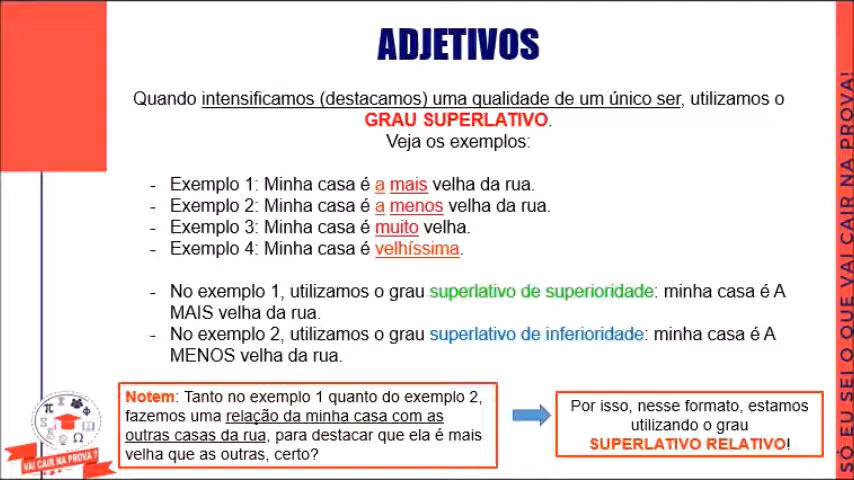 ADJETIVOS
Quando intensificamos (destacamos) uma qualidade de um único ser, utilizamos o
GRAU SUPERLATIVO.
Veja os exemplos:
- Exemplo 1: Minha casa é a mais velha da rua.
- Exemplo 2: Minha casa é a menos velha da rua.
- Exemplo 3: Minha casa é muito velha.
- Exemplo 4: Minha casa é velhíssima.
- No exemplo 1, utilizamos o grau superlativo de superioridade: minha casa é A
MAIS velha da rua.
- No exemplo 2, utilizamos o grau superlativo de inferioridade: minha casa é A
MENOS velha da rua.
Notem: Tanto no exemplo 1 quanto do exemplo 2,
fazemos uma relação da minha casa com as
outras casas da rua, para destacar que ela é mais
velha que as outras, certo?
Por isso, nesse formato, estamos
utilizando o grau
SUPERLATIVO RELATIVO!
VAI CAIR NA PROVA?
SÓ EU SEI O QUE VAI CAIR NA PROVA!